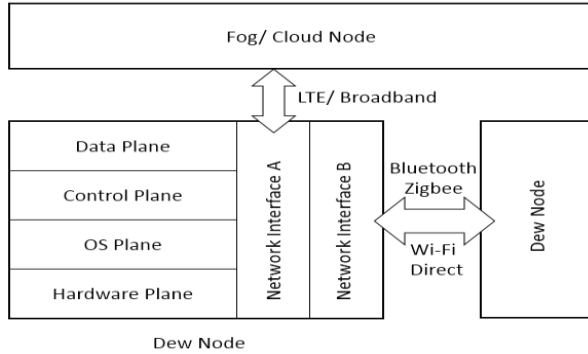 Fog/ Cloud Node
LTE/ Broadband
Data Plane
Control Plane
OS Plane
Hardware Plane
Network Interface A
Network Interface B
Bluetooth
Zigbee
Wi-Fi
Direct
Dew Node
Dew Node